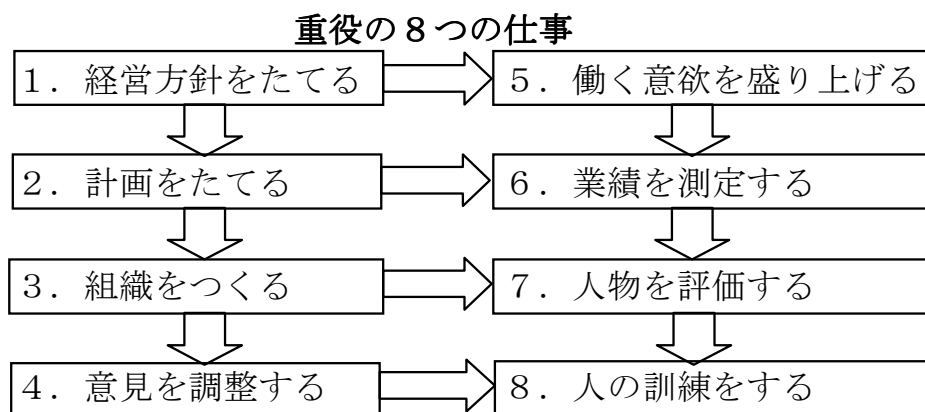 重役の８つの仕事
１．経営方針をたてる
２．計画をたてる
３．組織をつくる
４．意見を調整する
５．働く意欲を盛り上げる
６．業績を測定する
７．人物を評価する
８．人の訓練をする